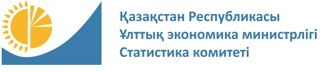 Қазақстан Республикасы
Ұлттық экономика министрлігі
Статистика комитеті